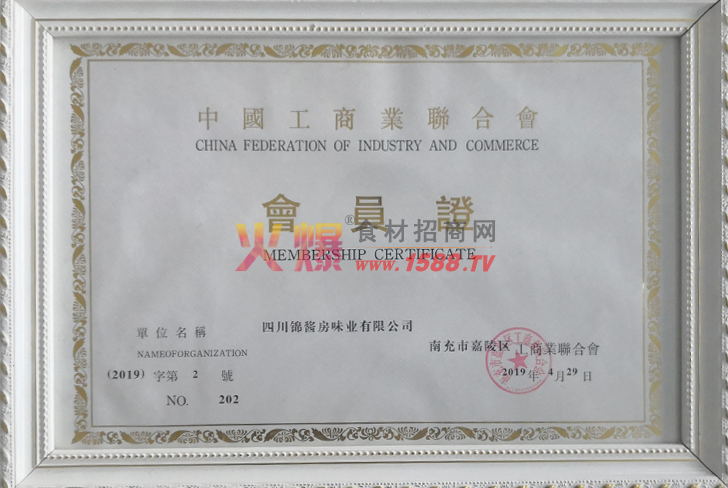 中國工商業聯合會
CHINA FEDERATION OF INDUSTRY AND COMMERCE
會員證
火爆®食材招商网
MEMBERSHIP CERTIFICATE
www.1588.TV
單位名稱 四川锦酱房味业有限公司
NAMEOFORGANIZATION
南充市嘉陵区工商業聯合會
(2019)字第2號
2019年4月29日
NO. 202